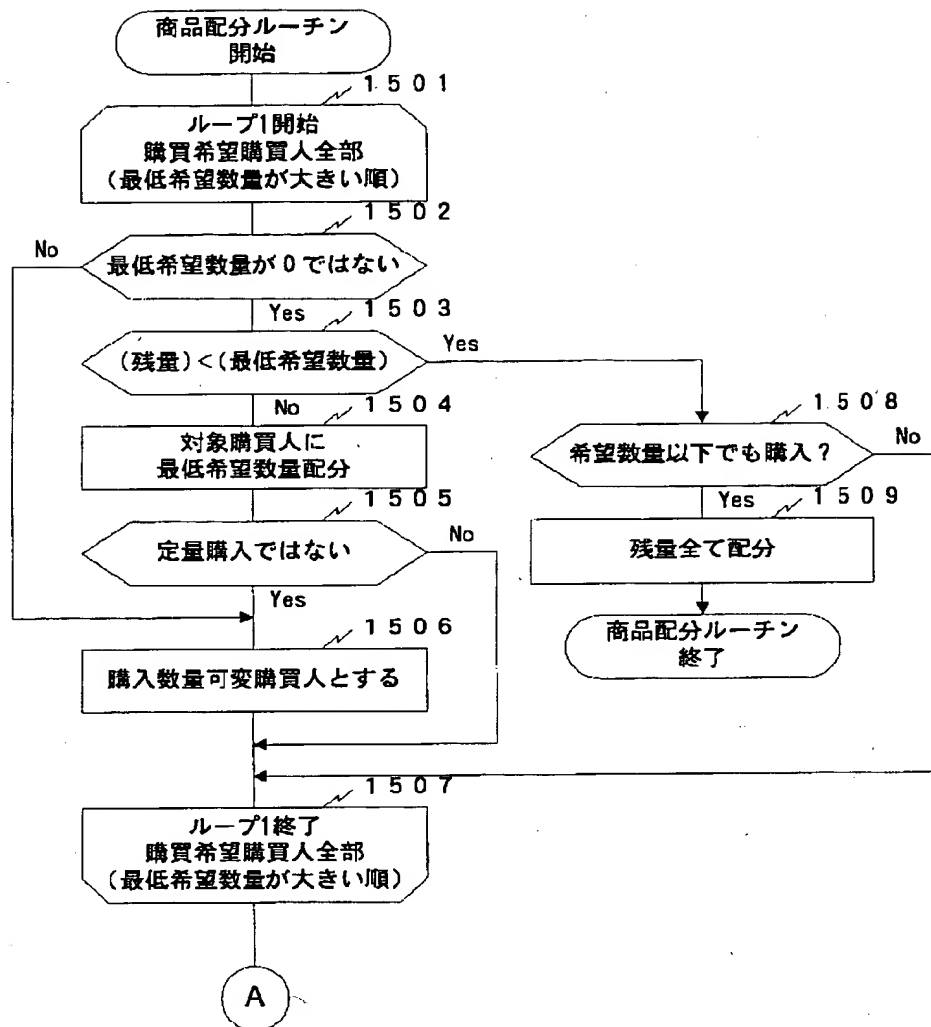 商品配分ルーチン
開始
1501
ループ1開始
購買希望購買人全部
(最低希望数量が大きい順)
1502
最低希望数量が0ではない
No
Yes
1503
(残量)<(最低希望数量)
Yes
No
1504
対象購買人に
最低希望数量配分
1505
定量購入ではない
No
Yes
1506
購入数量可変購買人とする
1508
希望数量以下でも購入?
No
Yes
1509
残量全て配分
商品配分ルーチン
終了
1507
ループ1終了
購買希望購買人全部
(最低希望数量が大きい順)
A